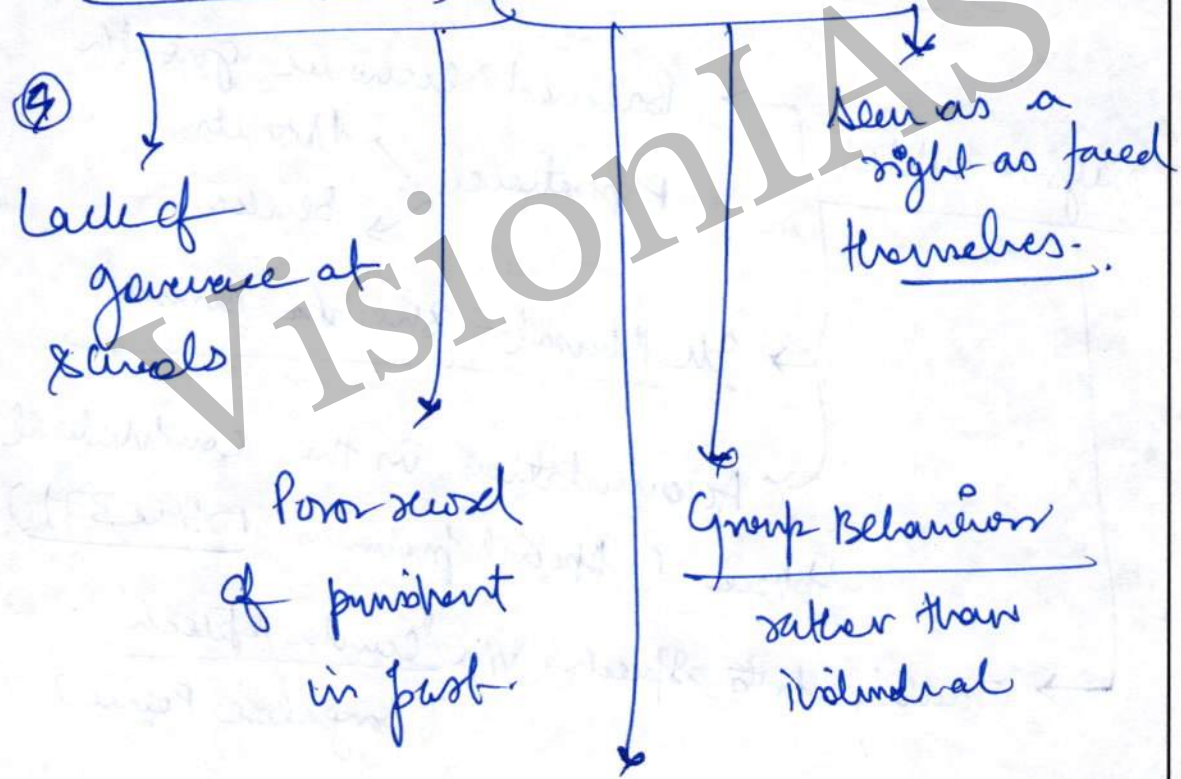 ④
Lack of
governance at
schools
Poor record
of punishment
in past.
Group Behaviour
rather than
individual
seen as a
right as faced
themselves.
VisionIAS